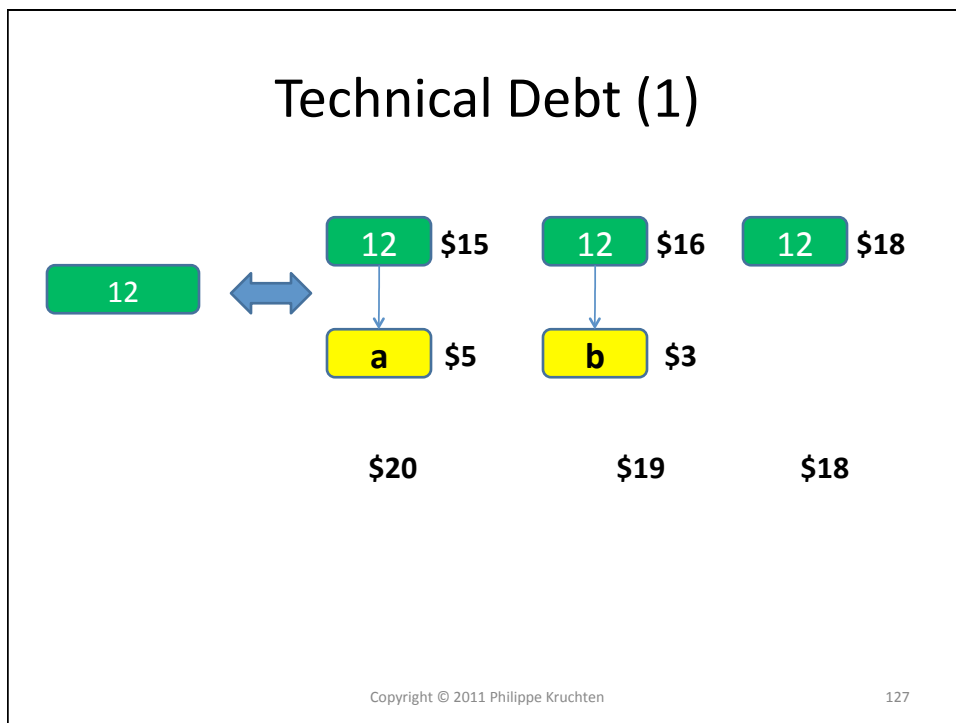 Technical Debt (1)
12 $15 12 $16 12 $18
12
a $5 b $3
$20 $19 $18
Copyright © 2011 Philippe Kruchten 127